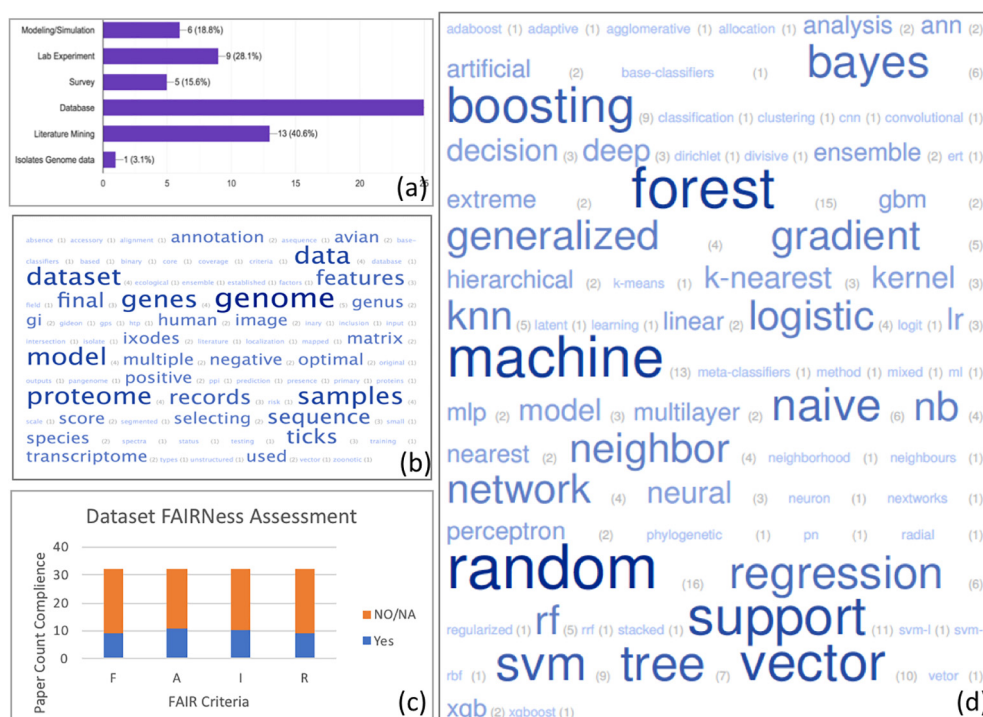 Modeling/Simulation 6 (18.8%)
Lab Experiment 9 (28.1%)
Survey 5 (15.6%)
Database
Literature Mining 13 (40.6%)
Isolates Genome data 1 (3.1%)
0 5 10 15 20 25
(a)
absence (1) accessory (1) alignment (1) annotation (2) asequence (1) avian (2) base-
classifiers (1) based (1) binary (1) core (1) coverage (1) criteria (1) data (4) database (1)
dataset (4) ecological (1) ensemble (1) established (1) factors (1) features (3)
field (1) final (3) genes (4) genome (5) genus (2)
gi (2) gideon (1) gps (1) hip (1) human (2) image (2) inary (1) inclusion (1) input (1)
intersection (1) isolate (1) ixodes (2) literature (1) localization (1) mapped (1) matrix (2)
model (4) multiple (2) negative (2) optimal (2) original (1)
outputs (1) pangenome (1) positive (2) ppi (1) prediction (1) presence (1) primary (1) proteins (1)
proteome (4) records (3) risk (1) samples (4)
scale (1) score (2) segmented (1) selecting (2) sequence (3) small (1)
species (2) spectra (1) status (1) testing (1) ticks (3) training (1)
transcriptome (2) types (1) unstructured (1) used (2) vector (1) zoonotic (1)
(b)
Dataset FAIRNess Assessment
Paper Count Complience
40
30
20
10
0
F A I R
FAIR Criteria
NO/NA
Yes
(c)
adaboost (1) adaptive (1) agglomerative (1) allocation (1) analysis (2) ann (2)
artificial (2) base-classifiers (1) bayes (6)
boosting (9) classification (1) clustering (1) cnn (1) convolutional (1)
decision (3) deep (3) dirichlet (1) divisive (1) ensemble (2) ert (1)
extreme (2) forest (15) gbm (2)
generalized (4) gradient (5)
hierarchical (2) k-means (1) k-nearest (3) kernel (3)
knn (5) latent (1) learning (1) linear (2) logistic (4) logit (1) lr (3)
machine (13) meta-classifiers (1) method (1) mixed (1) ml (1)
mlp (2) model (3) multilayer (2) naive (6) nb (4)
nearest (2) neighbor (4) neighborhood (1) neighbours (1)
network (4) neural (3) neuron (1) nextworks (1)
perceptron (2) phylogenetic (1) pn (1) radial (1)
random (16) regression (6)
regularized (1) rf (5) rrf (1) stacked (1) support (11) svm-l (1) svm-
rbf (1) svm (9) tree (7) vector (10) vetor (1)
xgb (2) xgboost (1)
(d)